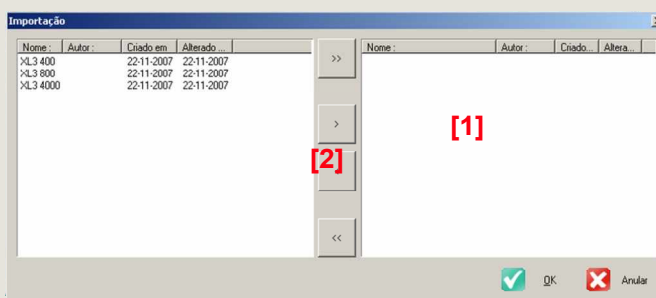 Importação
Nome : Autor : Criado em Alterado ...
XL3 400 22-11-2007 22-11-2007
XL3 800 22-11-2007 22-11-2007
XL3 4000 22-11-2007 22-11-2007
>>
>
[2]
<<
Nome : Autor : Criado... Altera...
[1]
OK Anular